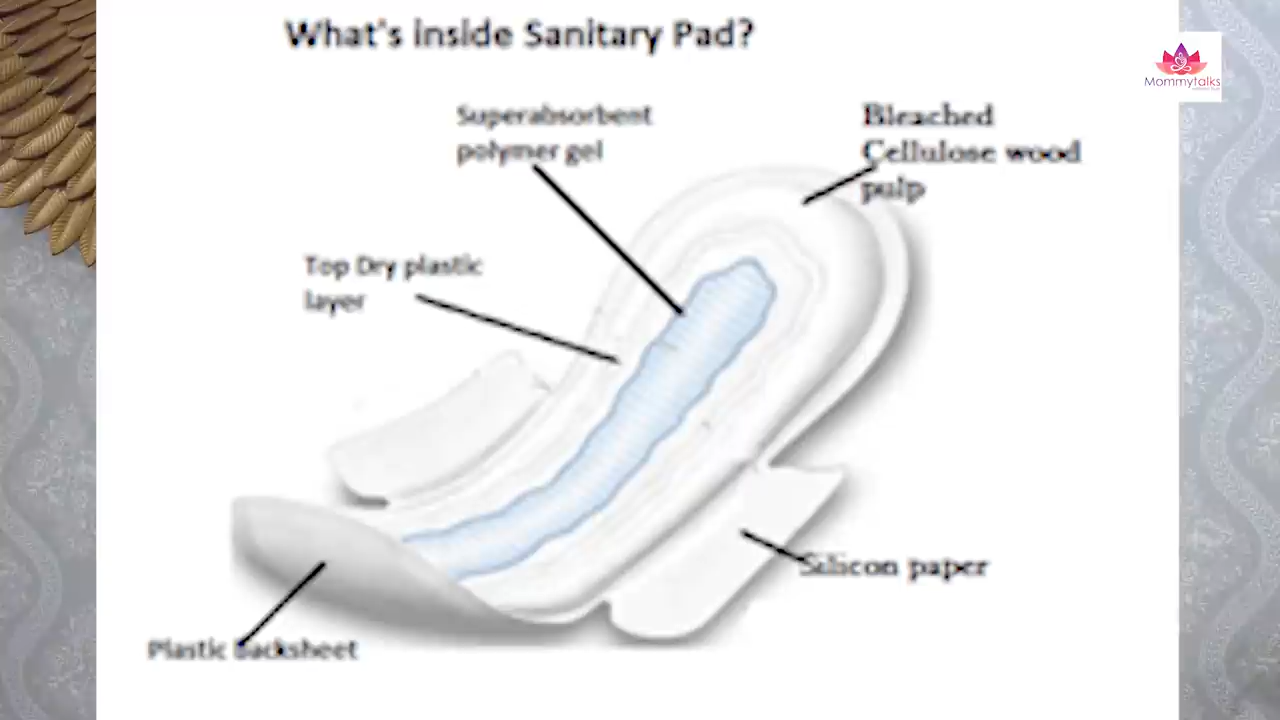 What's inside Sanitary Pad?
Mommytalks
Superabsorbent
polymer gel
Bleached
Cellulose wood
pulp
Top Dry plastic
layer
Silicon paper
Plastic backsheet